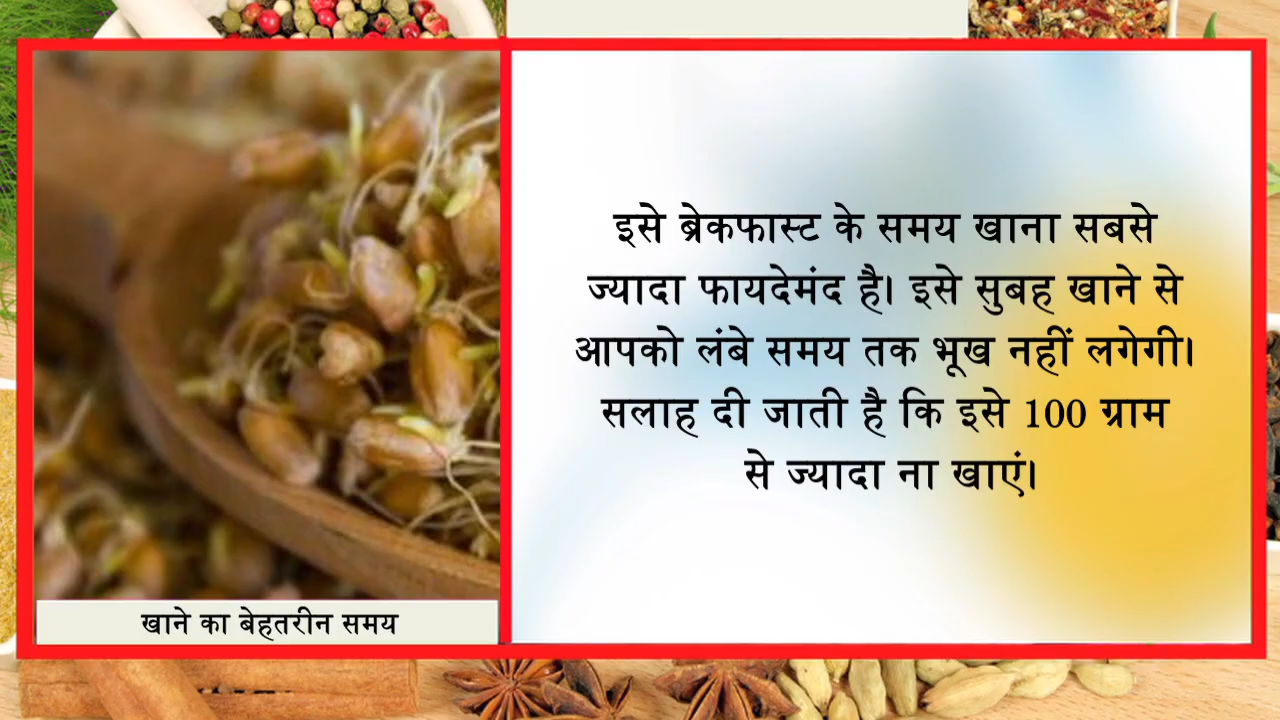 इसे ब्रेकफास्ट के समय खाना सबसे
ज्यादा फायदेमंद है। इसे सुबह खाने से
आपको लंबे समय तक भूख नहीं लगेगी।
सलाह दी जाती है कि इसे 100 ग्राम
से ज्यादा ना खाएं।
खाने का बेहतरीन समय